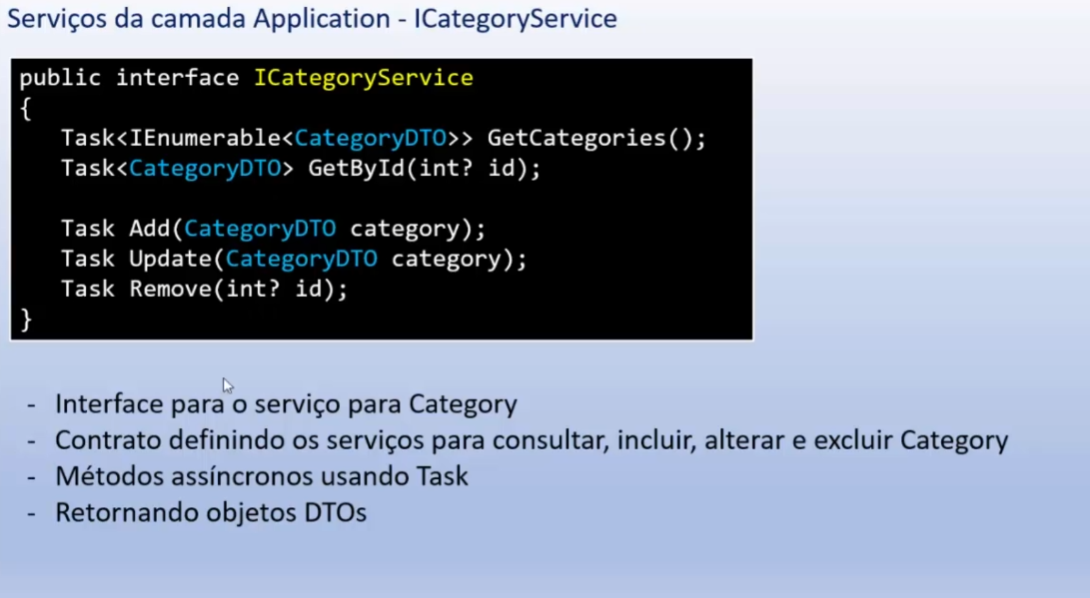 Serviços da camada Application - ICategoryService
public interface ICategoryService
{
Task<IEnumerable<CategoryDTO>> GetCategories();
Task<CategoryDTO> GetById(int? id);
Task Add(CategoryDTO category);
Task Update(CategoryDTO category);
Task Remove(int? id);
}
- Interface para o serviço para Category
- Contrato definindo os serviços para consultar, incluir, alterar e excluir Category
- Métodos assíncronos usando Task
- Retornando objetos DTOs